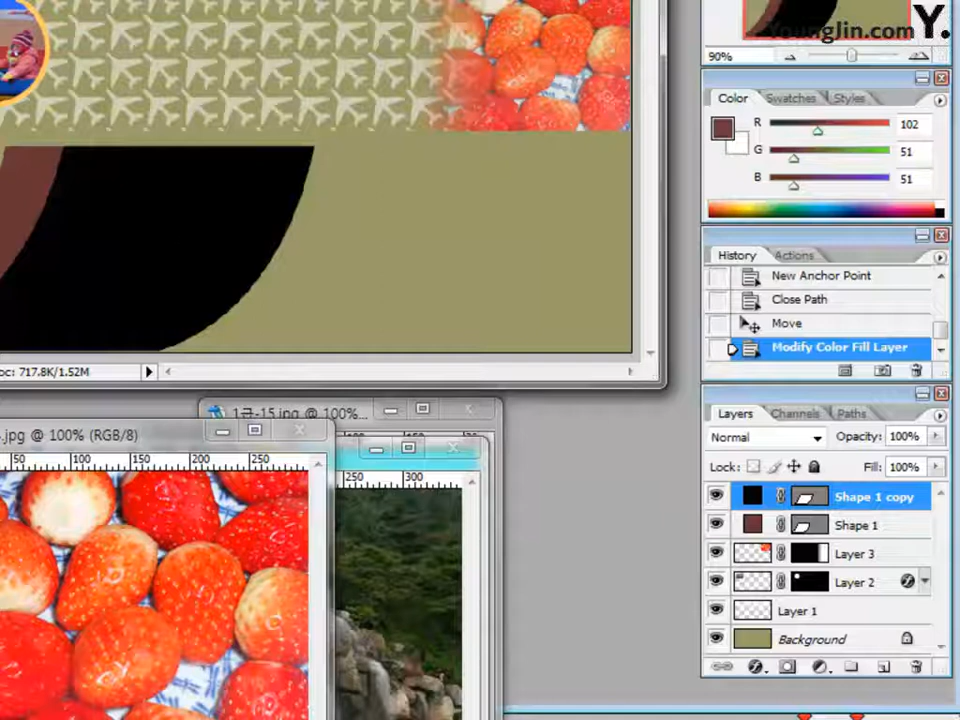 Younglin.com Y.
90%
Color Swatches Styles
R 102
G 51
B 51
History Actions
New Anchor Point
Close Path
Move
Modify Color Fill Layer
oc: 717.8K/1.52M
Layers Channels Paths
Normal Opacity: 100%
Lock: Fill: 100%
Shape 1 copy
Shape 1
Layer 3
Layer 2
Layer 1
Background
1급-15.jpg @ 100%...
.jpg @ 100% (RGB/8)
50 100 150 200 250
250 300